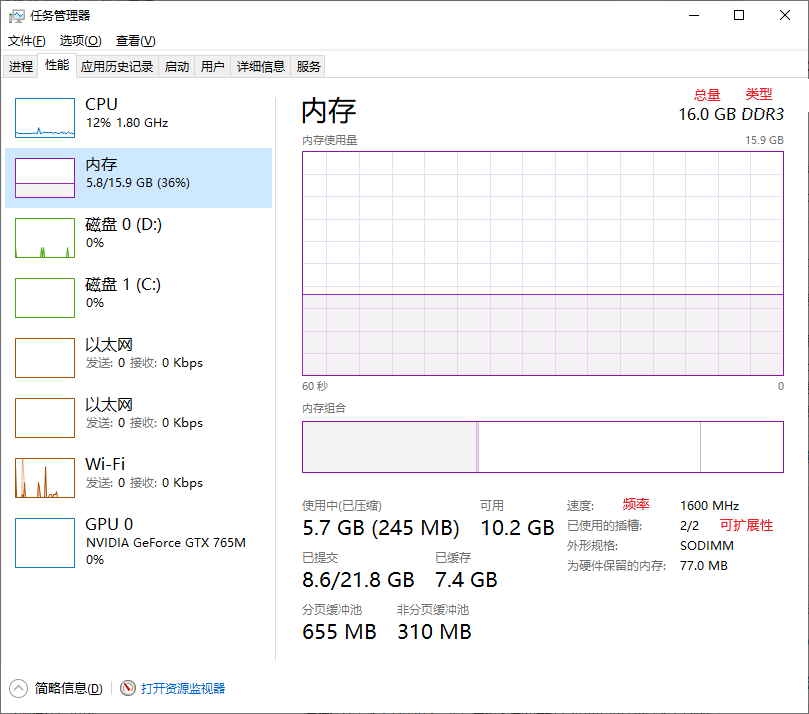 任务管理器
文件(F) 选项(O) 查看(V)
进程 性能 应用历史记录 启动 用户 详细信息 服务
CPU
12% 1.80 GHz
内存
5.8/15.9 GB (36%)
磁盘 0 (D:)
0%
磁盘 1 (C:)
0%
以太网
发送: 0 接收: 0 Kbps
以太网
发送: 0 接收: 0 Kbps
Wi-Fi
发送: 0 接收: 0 Kbps
GPU 0
NVIDIA GeForce GTX 765M
0%
总量 类型
内存 16.0 GB DDR3
内存使用量 15.9 GB
60 秒 0
内存组合
使用中(已压缩) 可用
5.7 GB (245 MB) 10.2 GB
已提交 已缓存
8.6/21.8 GB 7.4 GB
分页缓冲池 非分页缓冲池
655 MB 310 MB
速度: 频率 1600 MHz
已使用的插槽: 2/2 可扩展性
外形规格: SODIMM
为硬件保留的内存: 77.0 MB
简略信息(D) 打开资源监视器